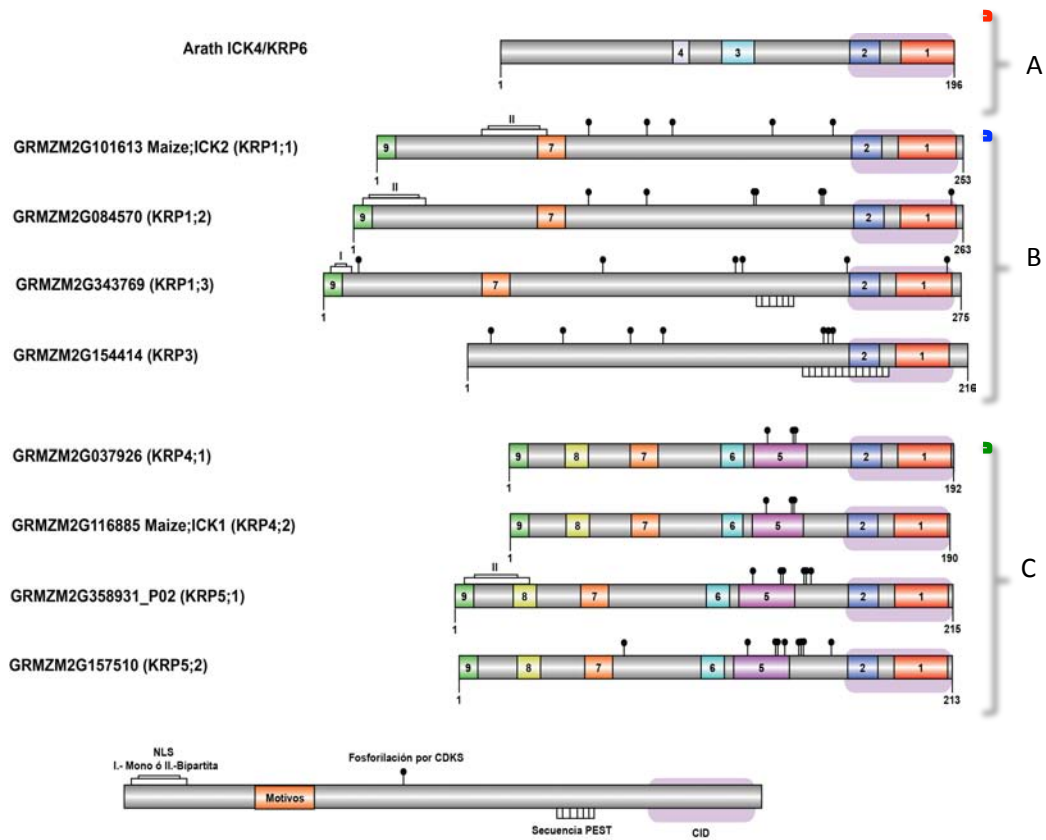 Arath ICK4/KRP6
4 3 2 1
1 196
A
II
GRMZM2G101613 Maize;ICK2 (KRP1;1)
9 7 2 1
1 253
II
GRMZM2G084570 (KRP1;2)
9 7 2 1
1 263
B
I
GRMZM2G343769 (KRP1;3)
9 7 2 1
1 275
GRMZM2G154414 (KRP3)
2 1
1 216
GRMZM2G037926 (KRP4;1)
9 8 7 6 5 2 1
1 192
GRMZM2G116885 Maize;ICK1 (KRP4;2)
9 8 7 6 5 2 1
1 190
C
II
GRMZM2G358931_P02 (KRP5;1)
9 8 7 6 5 2 1
1 215
GRMZM2G157510 (KRP5;2)
9 8 7 6 5 2 1
1 213
NLS
I.- Mono ó II.-Bipartita
Fosforilación por CDKS
Motivos
Secuencia PEST
CID